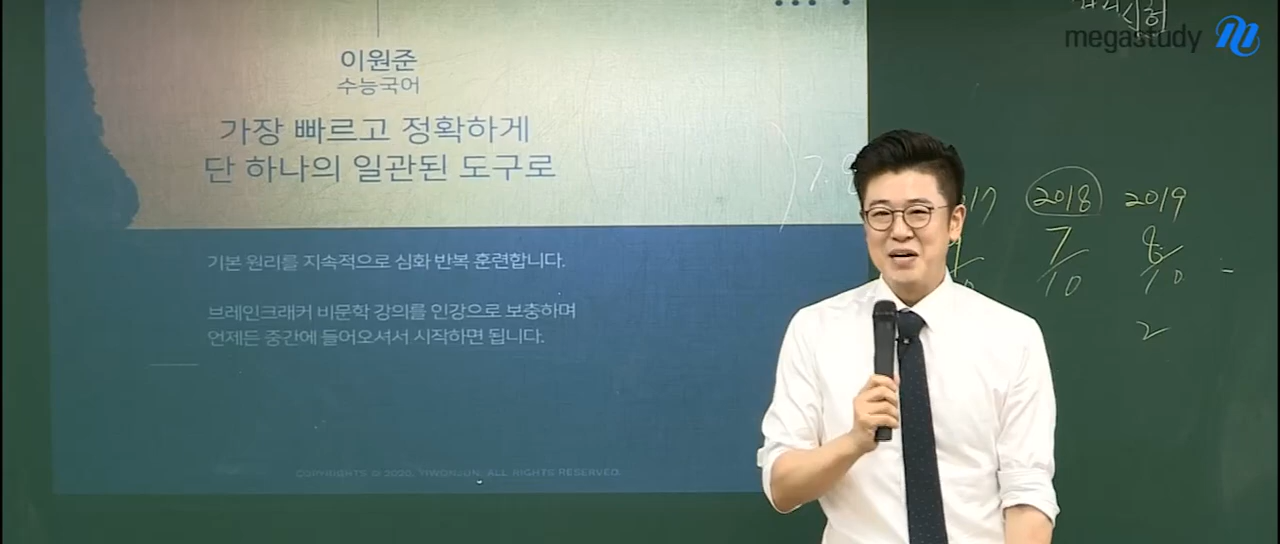 이원준
수능국어
가장 빠르고 정확하게
단 하나의 일관된 도구로
기본 원리를 지속적으로 심화 반복 훈련합니다.
브레인크래커 비문학 강의를 인강으로 보충하며
언제든 중간에 들어오셔서 시작하면 됩니다.
COPYRIGHTS © 2020. YIWONJUN. ALL RIGHTS RESERVED.
megastudy
2018 2019
7/10 8/10
2